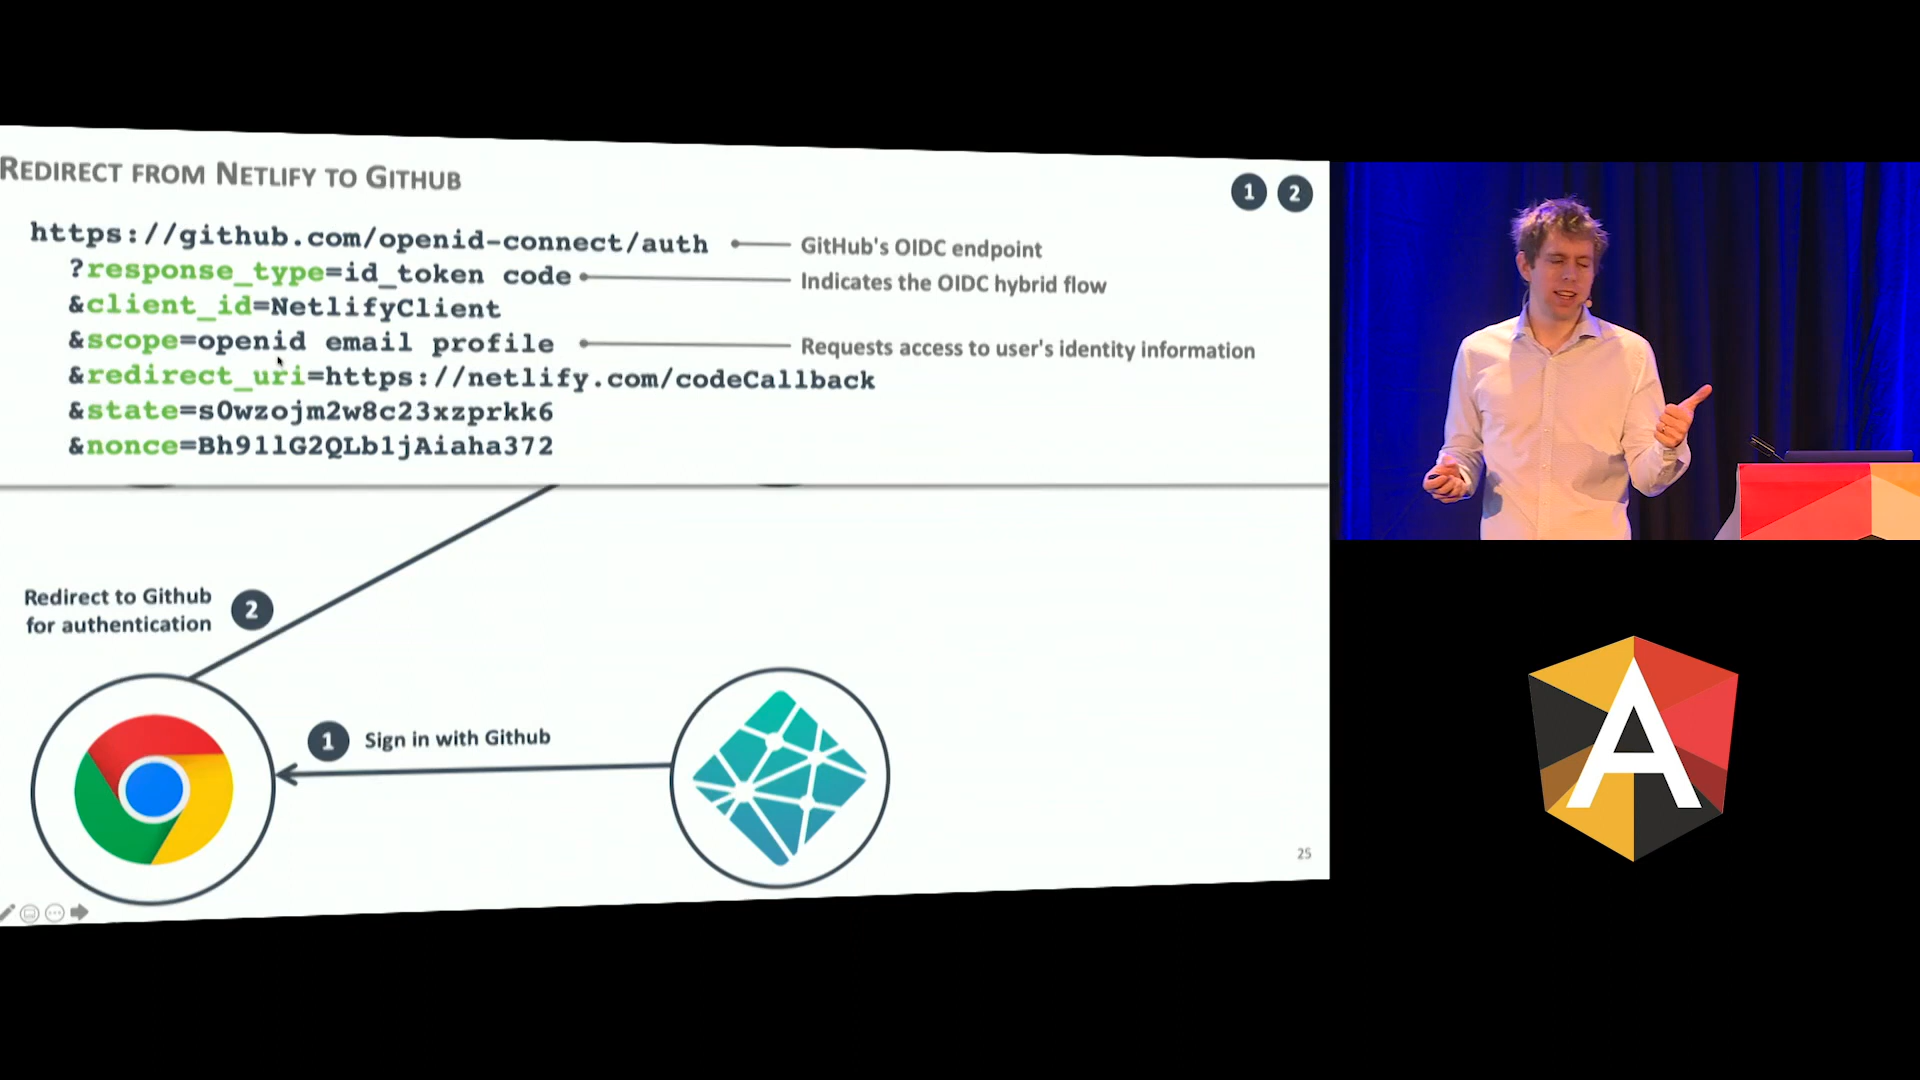 REDIRECT FROM NETLIFY TO GITHUB
1 2
https://github.com/openid-connect/auth
GitHub's OIDC endpoint
?response_type=id_token code
Indicates the OIDC hybrid flow
&client_id=NetlifyClient
&scope=openid email profile
Requests access to user's identity information
&redirect_uri=https://netlify.com/codeCallback
&state=s0wzojm2w8c23xzprkk6
&nonce=Bh91lG2QLb1jAiaha372
Redirect to Github
for authentication
2
1 Sign in with Github
25
A